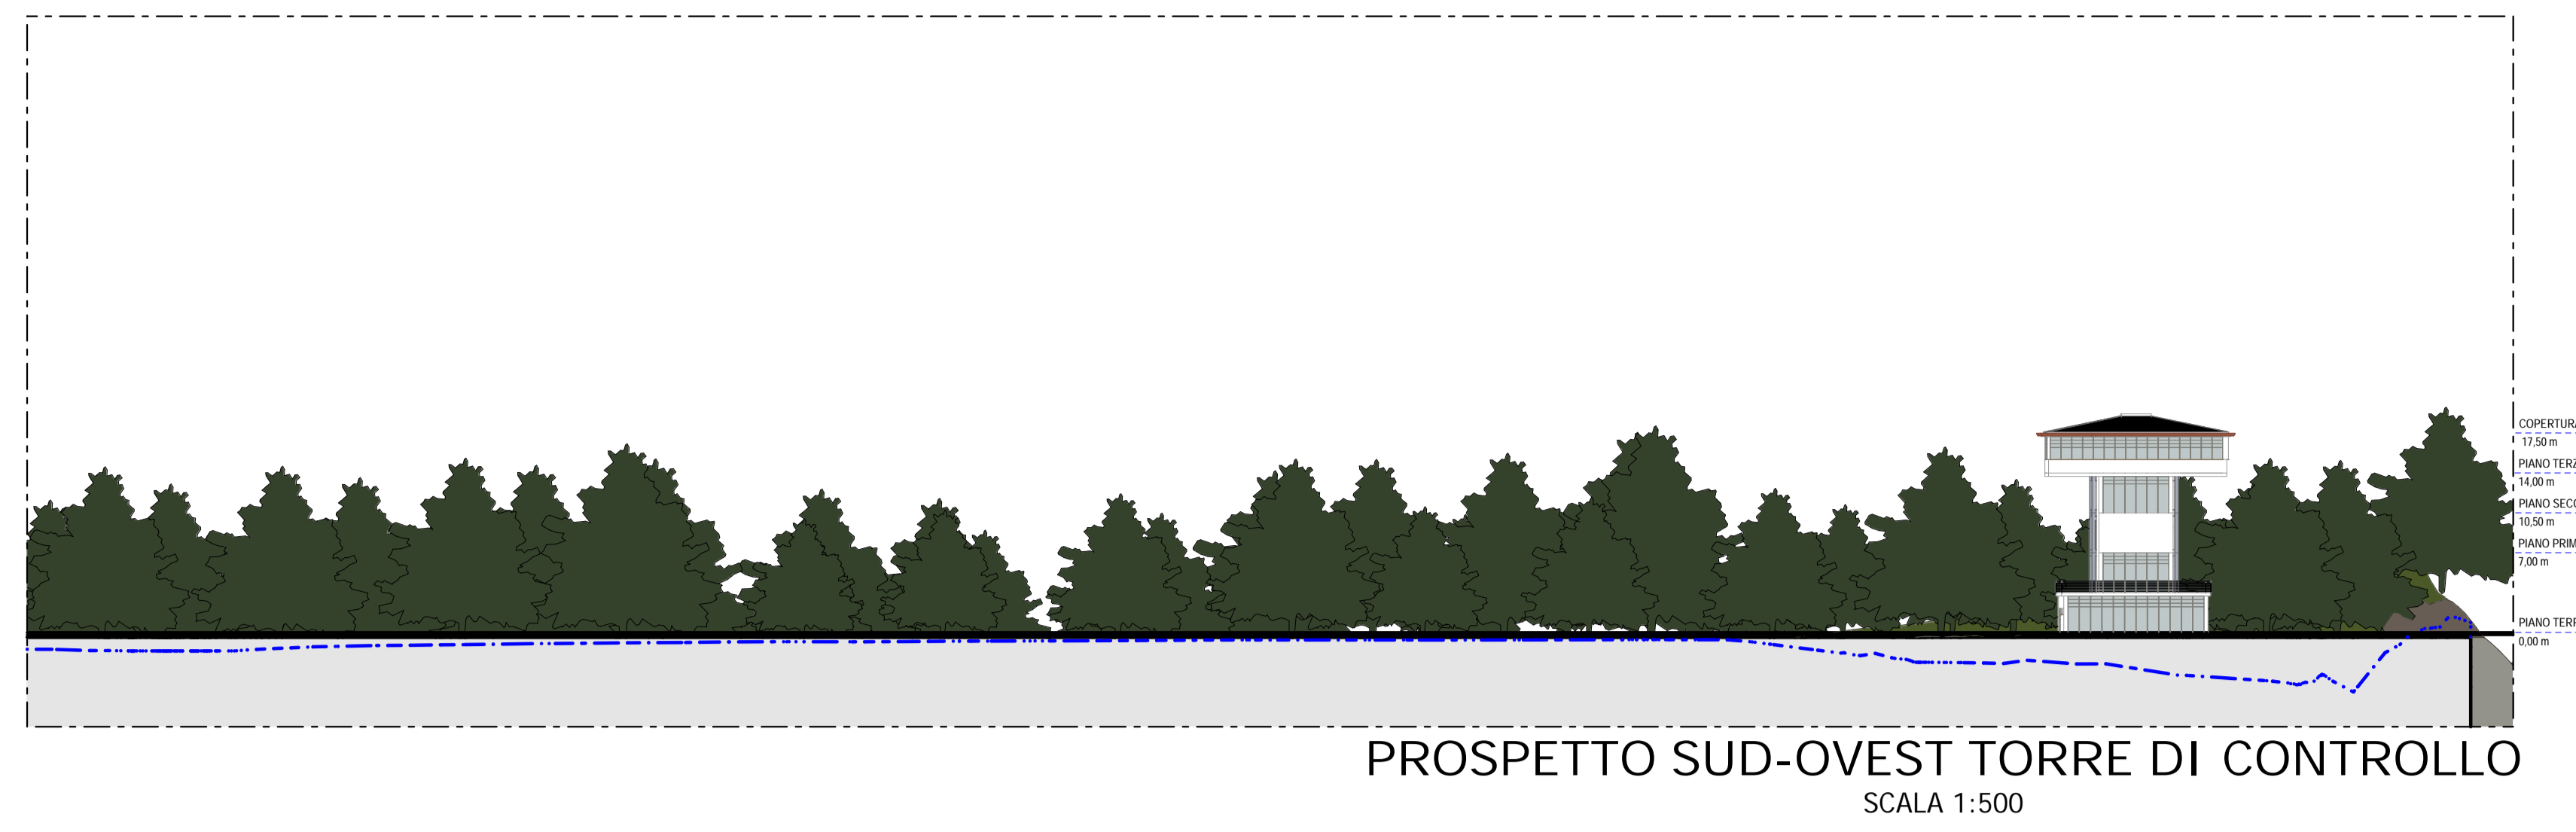 COPERTURA
17,50 m
PIANO TERZ
14,00 m
PIANO SECO
10,50 m
PIANO PRIM
7,00 m
PIANO TERR
0,00 m
PROSPETTO SUD-OVEST TORRE DI CONTROLLO
SCALA 1:500